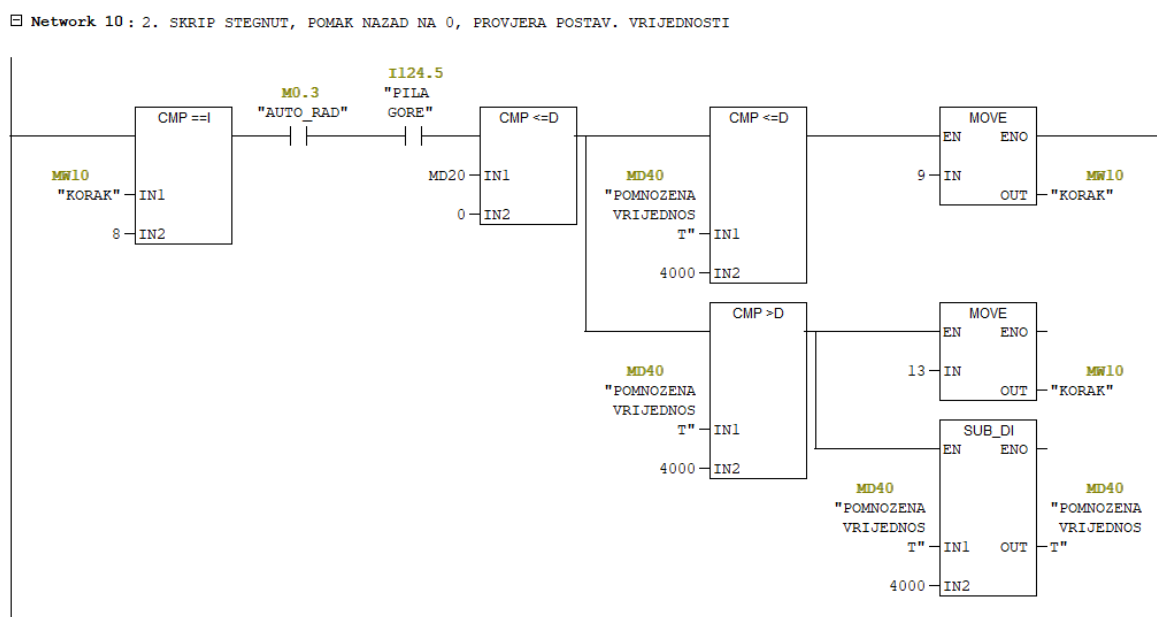 Network 10 : 2. SKRIP STEGNUT, POMAK NAZAD NA 0, PROVJERA POSTAV. VRIJEDNOSTI
I124.5
M0.3 "PILA
"AUTO_RAD" GORE"
CMP ==I CMP <=D CMP <=D MOVE
EN ENO
MW10 MD20 IN1 MD40 9 IN MW10
"KORAK" IN1 "POMNOZENA OUT "KORAK"
0 IN2 VRIJEDNOS
8 IN2 T" IN1
4000 IN2
CMP >D MOVE
EN ENO
MD40 13 IN MW10
"POMNOZENA OUT "KORAK"
VRIJEDNOS
T" IN1 SUB_DI
EN ENO
4000 IN2
MD40 MD40
"POMNOZENA "POMNOZENA
VRIJEDNOS VRIJEDNOS
T" IN1 OUT T"
4000 IN2